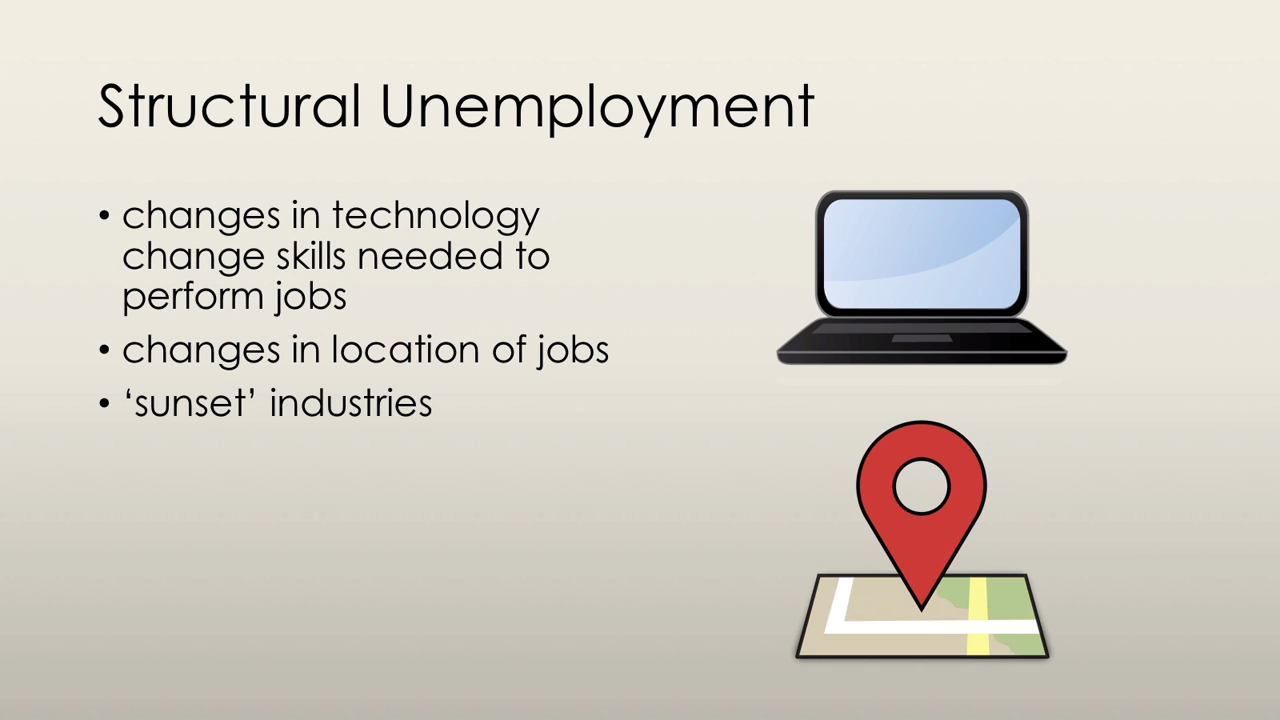 Structural Unemployment
• changes in technology
change skills needed to
perform jobs
• changes in location of jobs
• ‘sunset’ industries